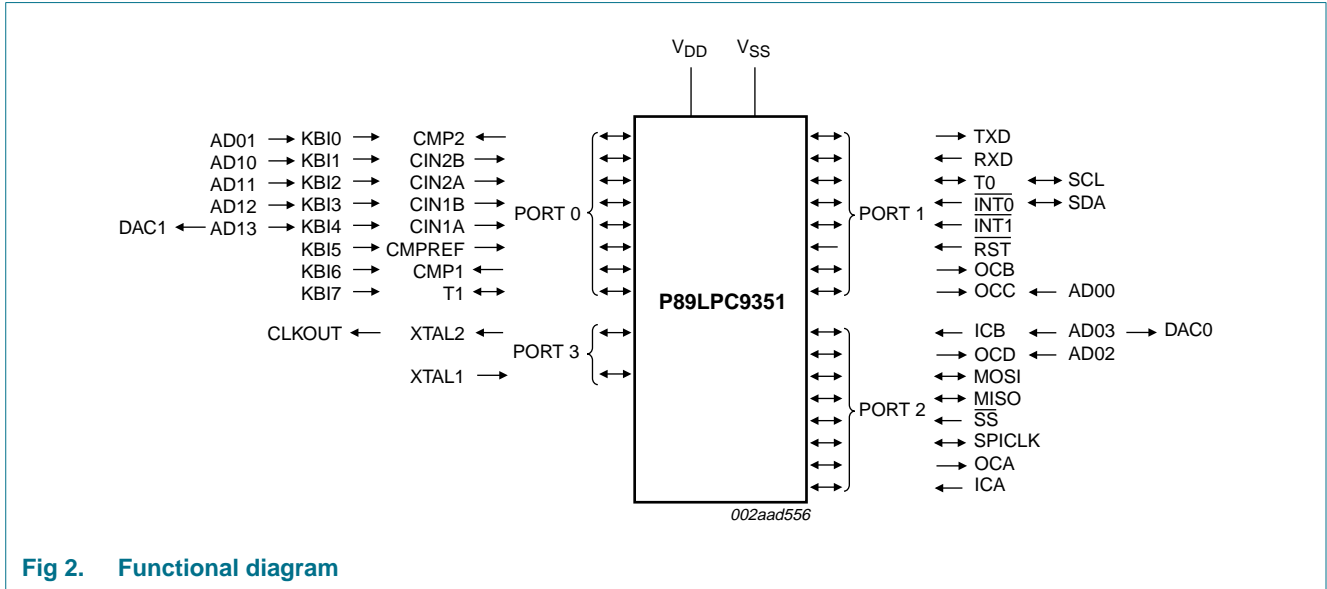 VDD VSS
AD01 KBI0 CMP2 TXD
AD10 KBI1 CIN2B RXD
AD11 KBI2 CIN2A T0 SCL
AD12 KBI3 CIN1B PORT 0 PORT 1 INT0 SDA
DAC1 AD13 KBI4 CIN1A INT1
KBI5 CMPREF RST
KBI6 CMP1 OCB
KBI7 T1 P89LPC9351 OCC AD00
CLKOUT XTAL2 ICB AD03 DAC0
PORT 3 OCD AD02
XTAL1 MOSI
MISO
PORT 2 SS
SPICLK
OCA
ICA
002aad556
Fig 2. Functional diagram